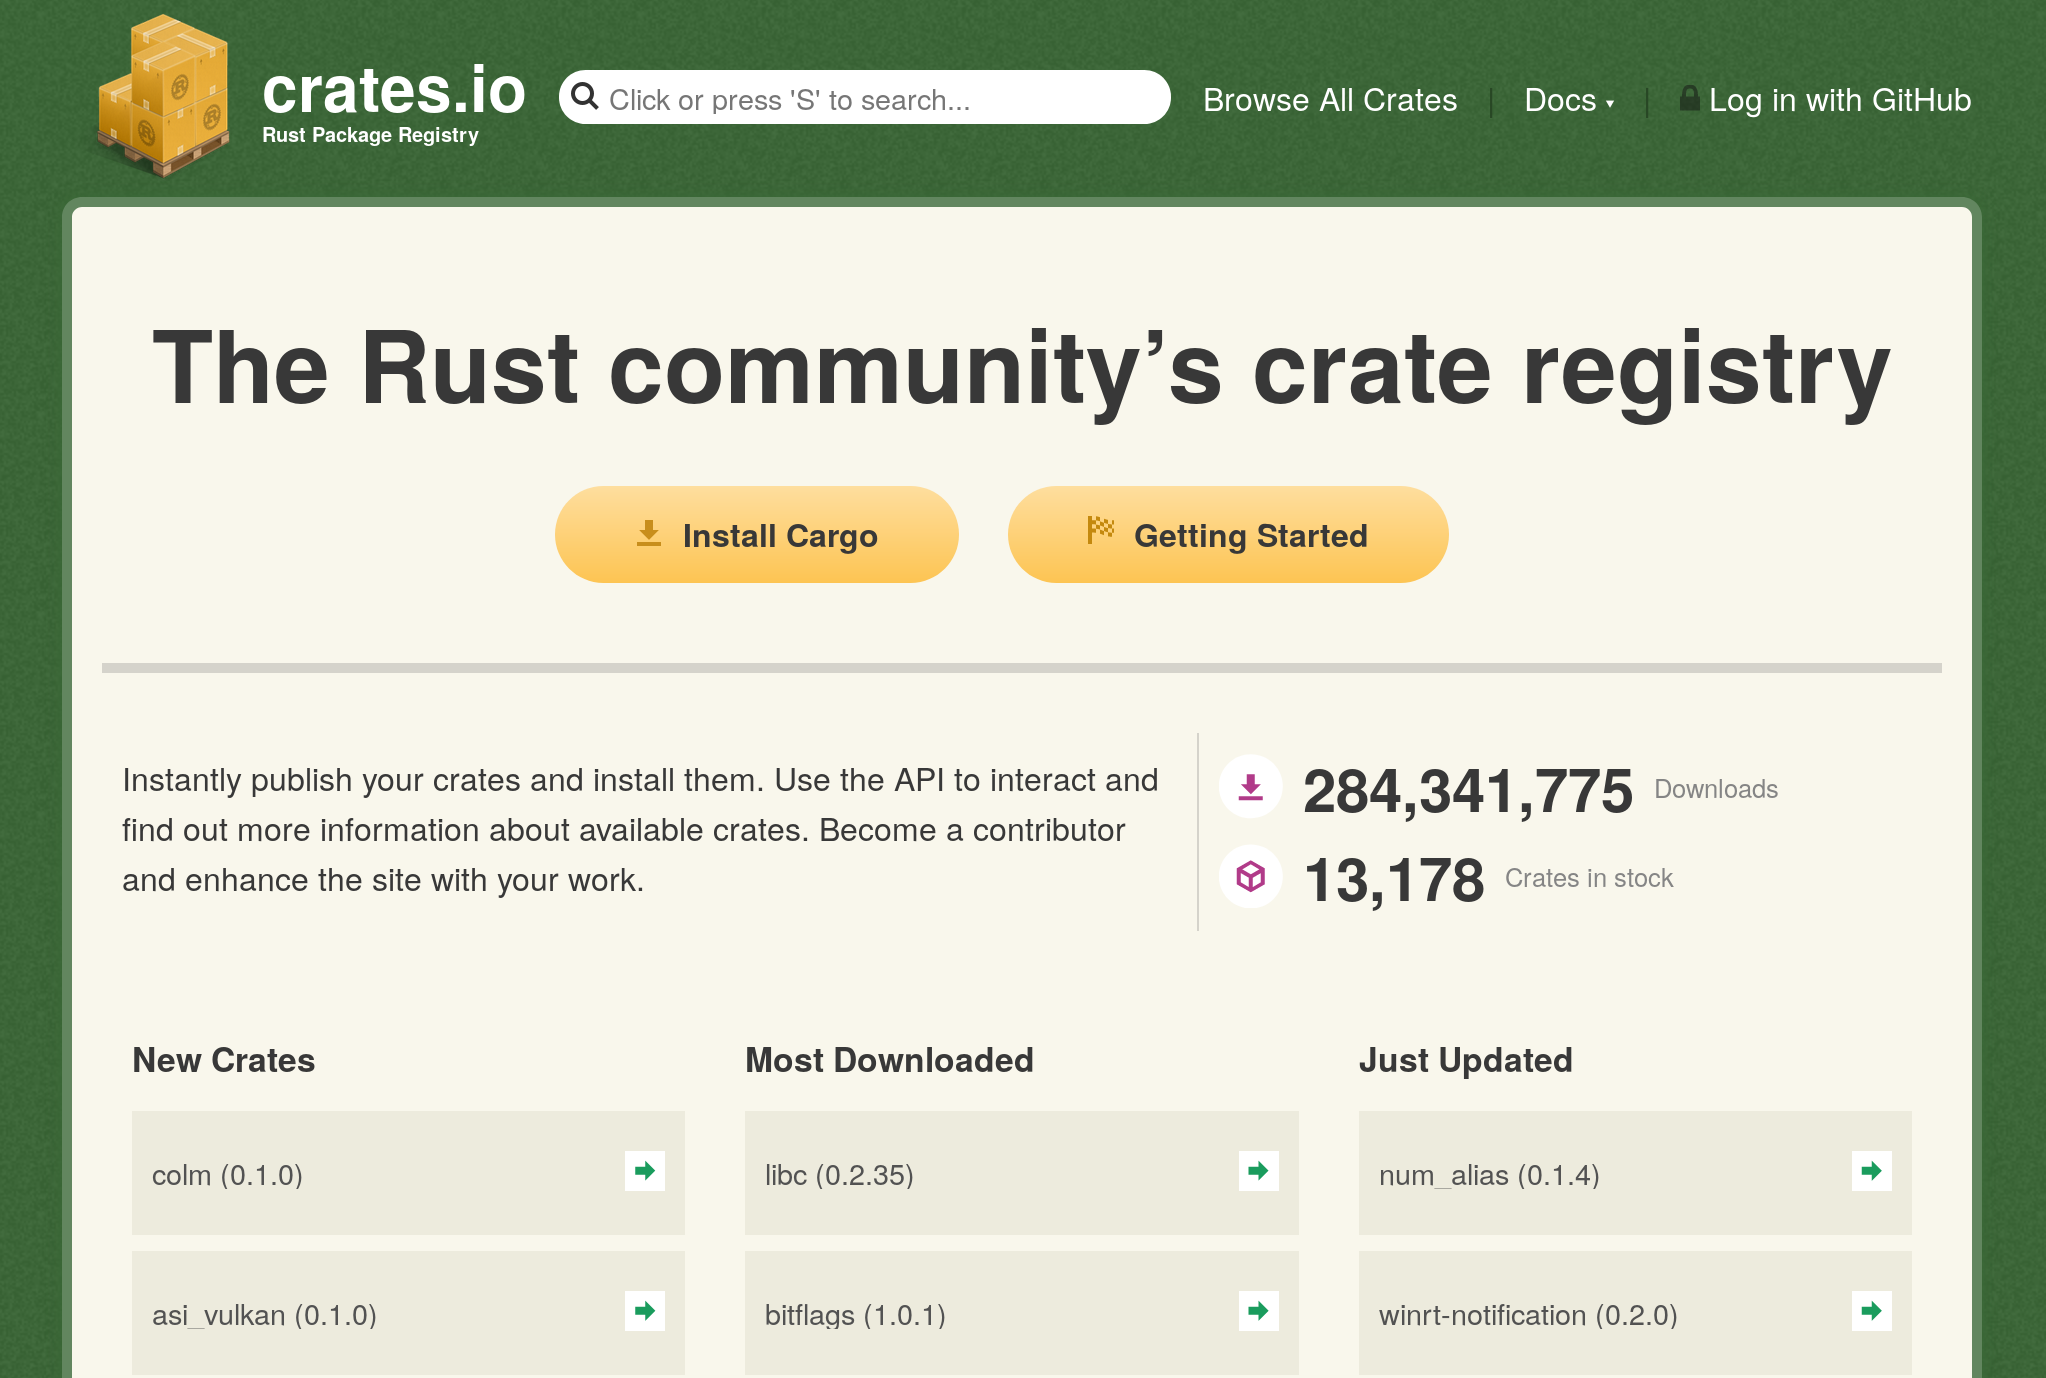 crates.io
Rust Package Registry
Click or press 'S' to search...
Browse All Crates
Docs ▾
Log in with GitHub
The Rust community’s crate registry
Install Cargo
Getting Started
Instantly publish your crates and install them. Use the API to interact and
find out more information about available crates. Become a contributor
and enhance the site with your work.
284,341,775 Downloads
13,178 Crates in stock
New Crates
colm (0.1.0)
asi_vulkan (0.1.0)
Most Downloaded
libc (0.2.35)
bitflags (1.0.1)
Just Updated
num_alias (0.1.4)
winrt-notification (0.2.0)